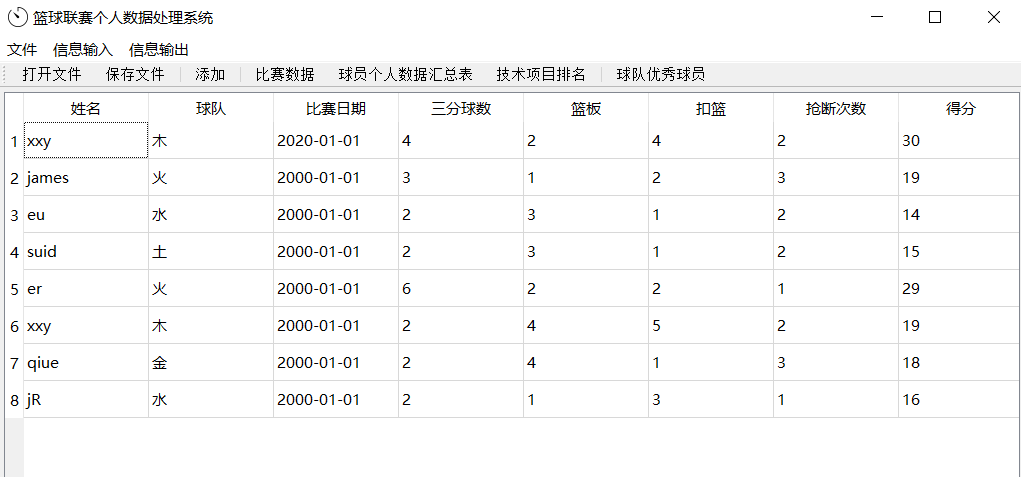 篮球联赛个人数据处理系统
文件 信息输入 信息输出
打开文件 保存文件 添加 比赛数据 球员个人数据汇总表 技术项目排名 球队优秀球员
姓名 球队 比赛日期 三分球数 篮板 扣篮 抢断次数 得分
1 xxy 木 2020-01-01 4 2 4 2 30
2 james 火 2000-01-01 3 1 2 3 19
3 eu 水 2000-01-01 2 3 1 2 14
4 suid 土 2000-01-01 2 3 1 2 15
5 er 火 2000-01-01 6 2 2 1 29
6 xxy 木 2000-01-01 2 4 5 2 19
7 qiue 金 2000-01-01 2 4 1 3 18
8 jR 水 2000-01-01 2 1 3 1 16